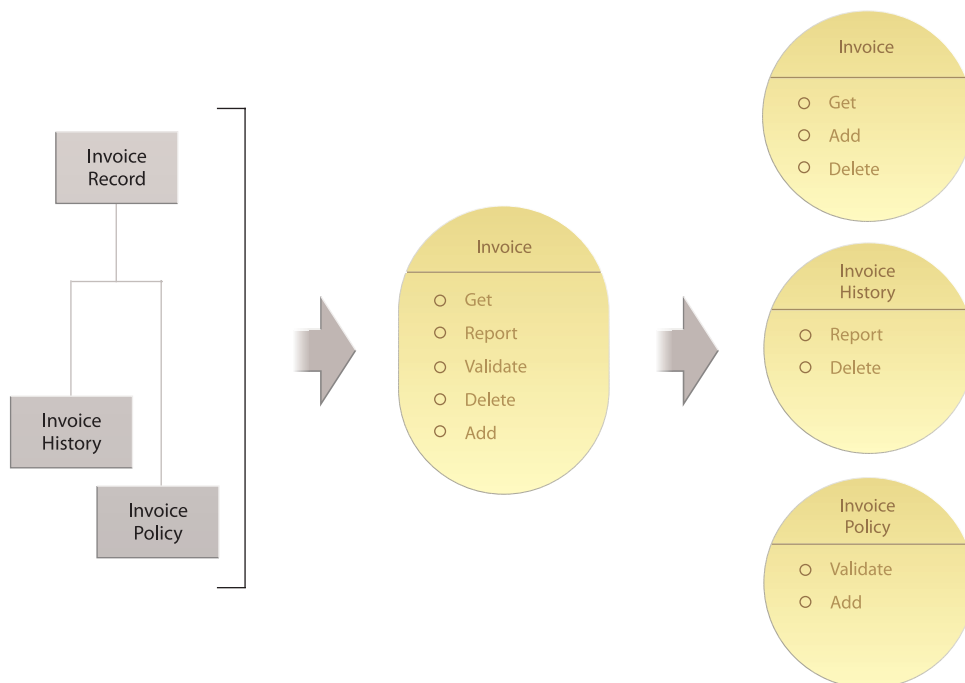 Invoice
Record
Invoice
History
Invoice
Policy
Invoice
Get
Report
Validate
Delete
Add
Invoice
Get
Add
Delete
Invoice
History
Report
Delete
Invoice
Policy
Validate
Add